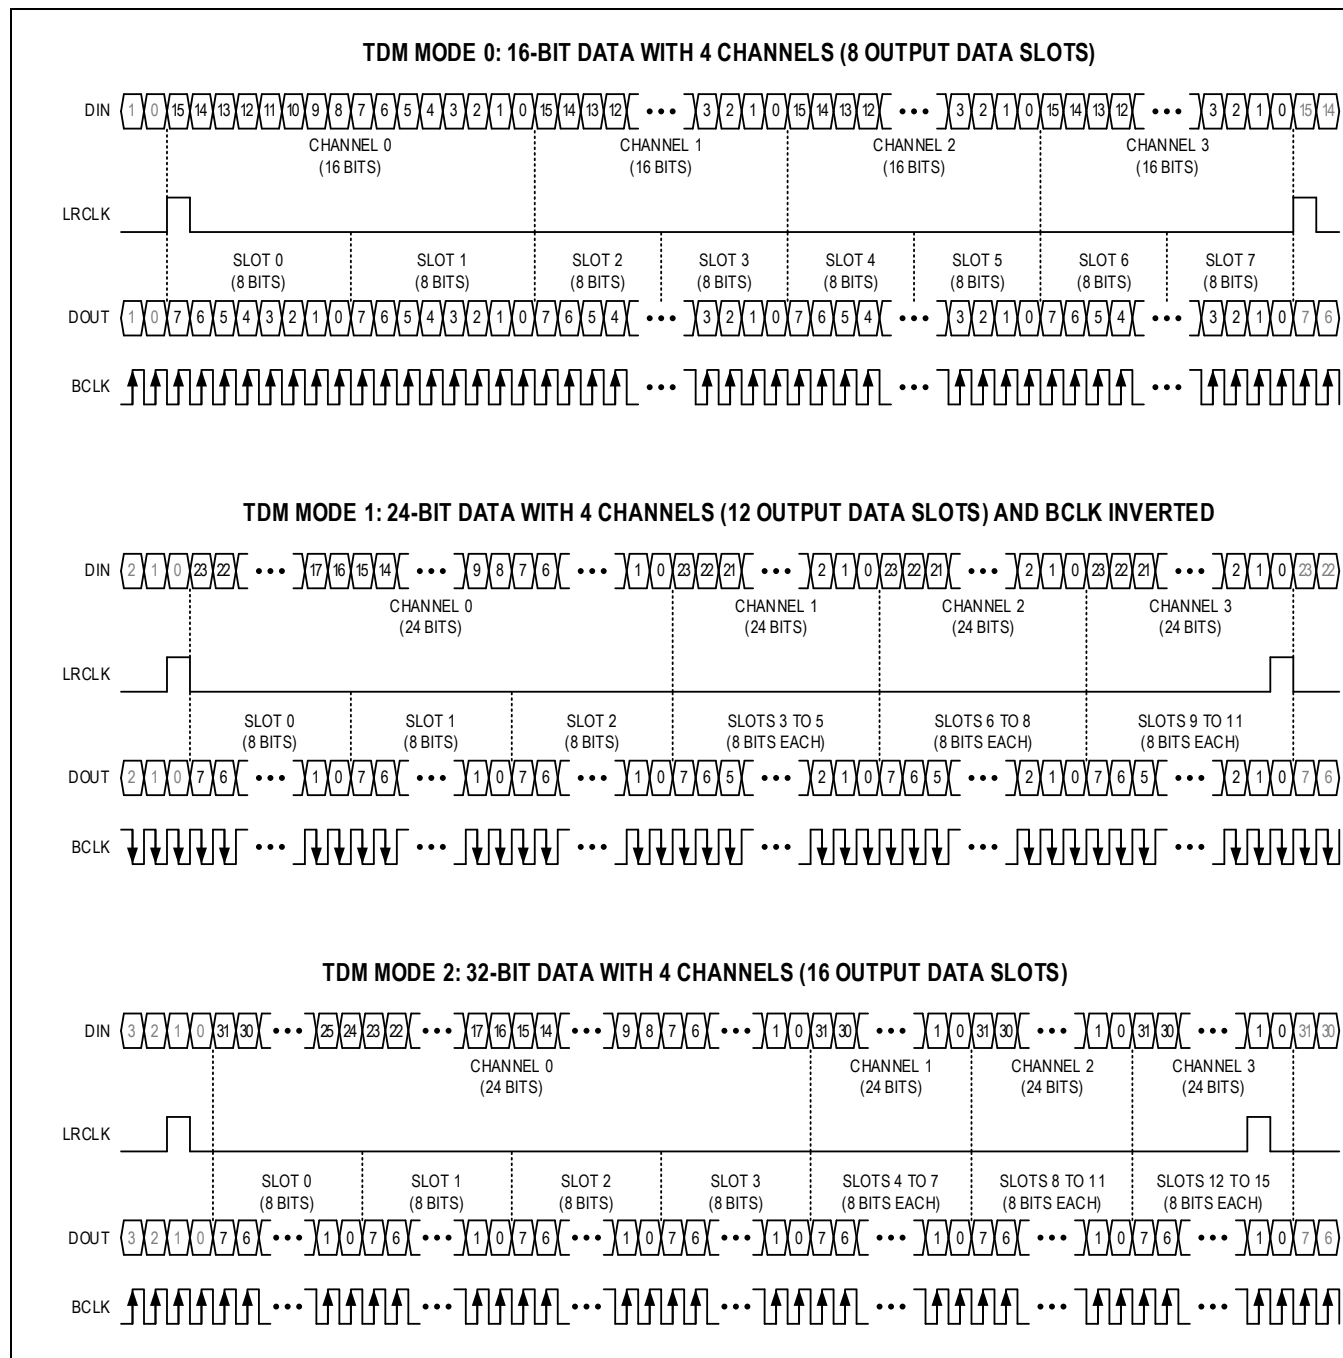 TDM MODE 0: 16-BIT DATA WITH 4 CHANNELS (8 OUTPUT DATA SLOTS)
DIN 1 0 15 14 13 12 11 10 9 8 7 6 5 4 3 2 1 0 15 14 13 12 ••• 3 2 1 0 15 14 13 12 ••• 3 2 1 0 15 14 13 12 ••• 3 2 1 0 15 14
CHANNEL 0 CHANNEL 1 CHANNEL 2 CHANNEL 3
(16 BITS) (16 BITS) (16 BITS) (16 BITS)
LRCLK
SLOT 0 SLOT 1 SLOT 2 SLOT 3 SLOT 4 SLOT 5 SLOT 6 SLOT 7
(8 BITS) (8 BITS) (8 BITS) (8 BITS) (8 BITS) (8 BITS) (8 BITS) (8 BITS)
DOUT 1 0 7 6 5 4 3 2 1 0 7 6 5 4 3 2 1 0 7 6 5 4 ••• 3 2 1 0 7 6 5 4 ••• 3 2 1 0 7 6 5 4 ••• 3 2 1 0 7 6
BCLK ••• ••• •••
TDM MODE 1: 24-BIT DATA WITH 4 CHANNELS (12 OUTPUT DATA SLOTS) AND BCLK INVERTED
DIN 2 1 0 23 22 ••• 17 16 15 14 ••• 9 8 7 6 ••• 1 0 23 22 21 ••• 2 1 0 23 22 21 ••• 2 1 0 23 22 21 ••• 2 1 0 23 22
CHANNEL 0 CHANNEL 1 CHANNEL 2 CHANNEL 3
(24 BITS) (24 BITS) (24 BITS) (24 BITS)
LRCLK
SLOT 0 SLOT 1 SLOT 2 SLOTS 3 TO 5 SLOTS 6 TO 8 SLOTS 9 TO 11
(8 BITS) (8 BITS) (8 BITS) (8 BITS EACH) (8 BITS EACH) (8 BITS EACH)
DOUT 2 1 0 7 6 ••• 1 0 7 6 ••• 1 0 7 6 ••• 1 0 7 6 5 ••• 2 1 0 7 6 5 ••• 2 1 0 7 6 5 ••• 2 1 0 7 6
BCLK ••• ••• ••• ••• ••• •••
TDM MODE 2: 32-BIT DATA WITH 4 CHANNELS (16 OUTPUT DATA SLOTS)
DIN 3 2 1 0 31 30 ••• 25 24 23 22 ••• 17 16 15 14 ••• 9 8 7 6 ••• 1 0 31 30 ••• 1 0 31 30 ••• 1 0 31 30 ••• 1 0 31 30
CHANNEL 0 CHANNEL 1 CHANNEL 2 CHANNEL 3
(24 BITS) (24 BITS) (24 BITS) (24 BITS)
LRCLK
SLOT 0 SLOT 1 SLOT 2 SLOT 3 SLOTS 4 TO 7 SLOTS 8 TO 11 SLOTS 12 TO 15
(8 BITS) (8 BITS) (8 BITS) (8 BITS) (8 BITS EACH) (8 BITS EACH) (8 BITS EACH)
DOUT 3 2 1 0 7 6 ••• 1 0 7 6 ••• 1 0 7 6 ••• 1 0 7 6 ••• 1 0 7 6 ••• 1 0 7 6 ••• 1 0 7 6 ••• 1 0 7 6
BCLK ••• ••• ••• ••• ••• ••• •••